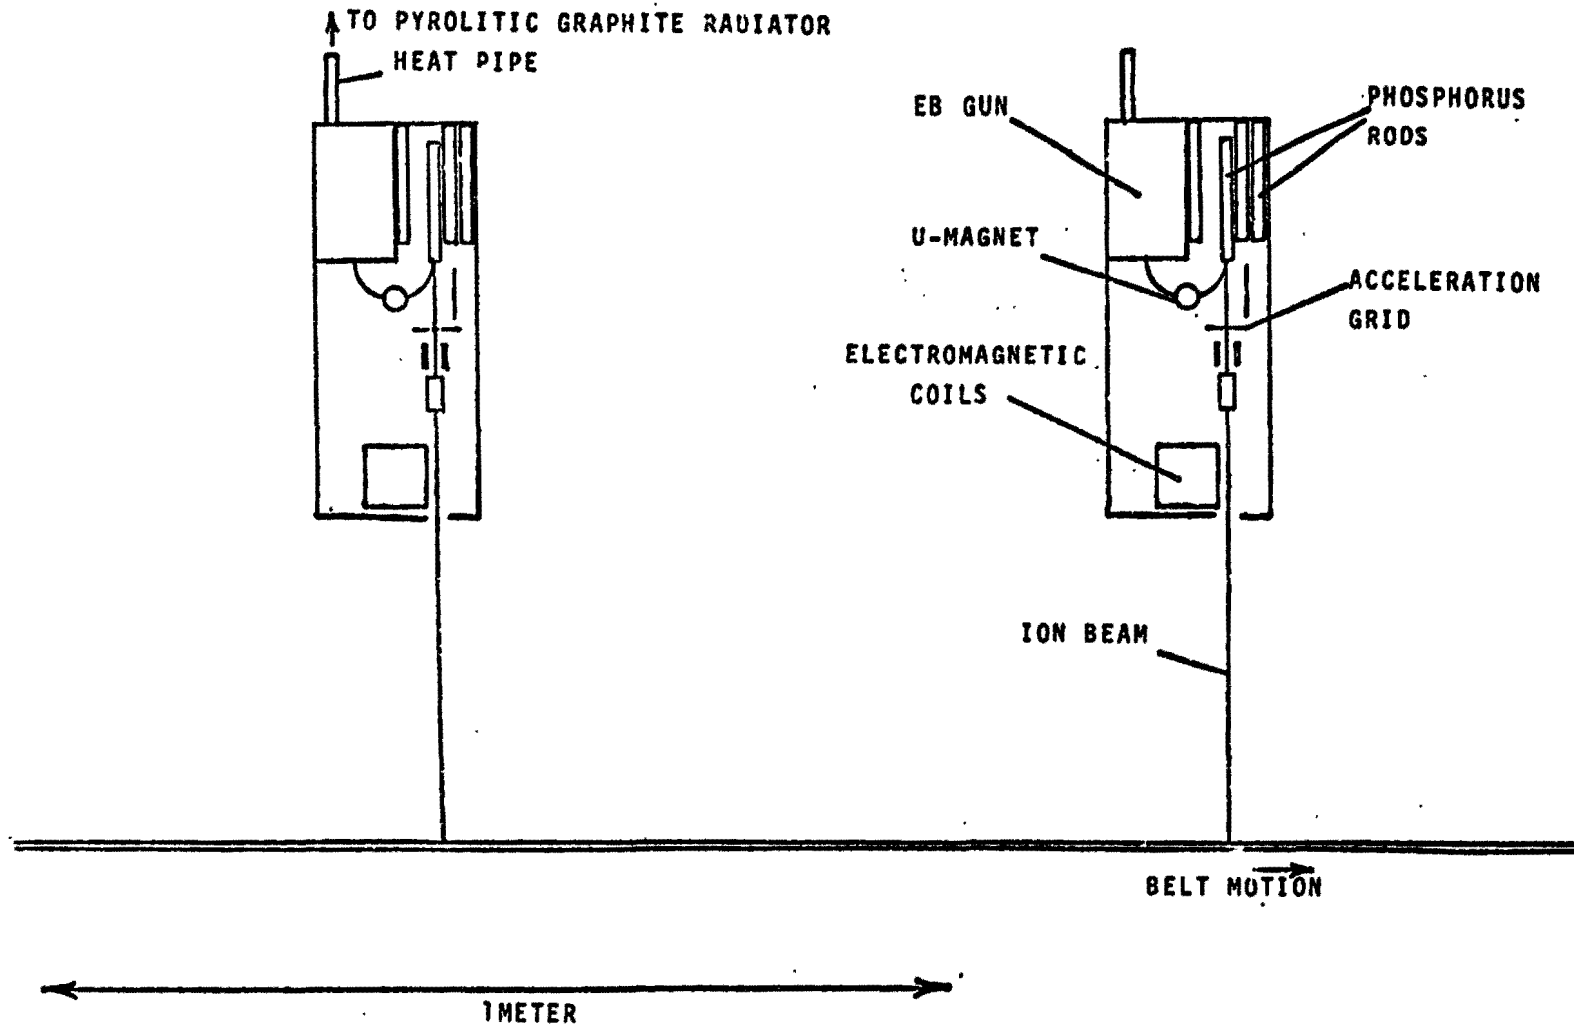 TO PYROLITIC GRAPHITE RADIATOR
HEAT PIPE
EB GUN
PHOSPHORUS
RODS
U-MAGNET
ACCELERATION
GRID
ELECTROMAGNETIC
COILS
ION BEAM
BELT MOTION
1METER